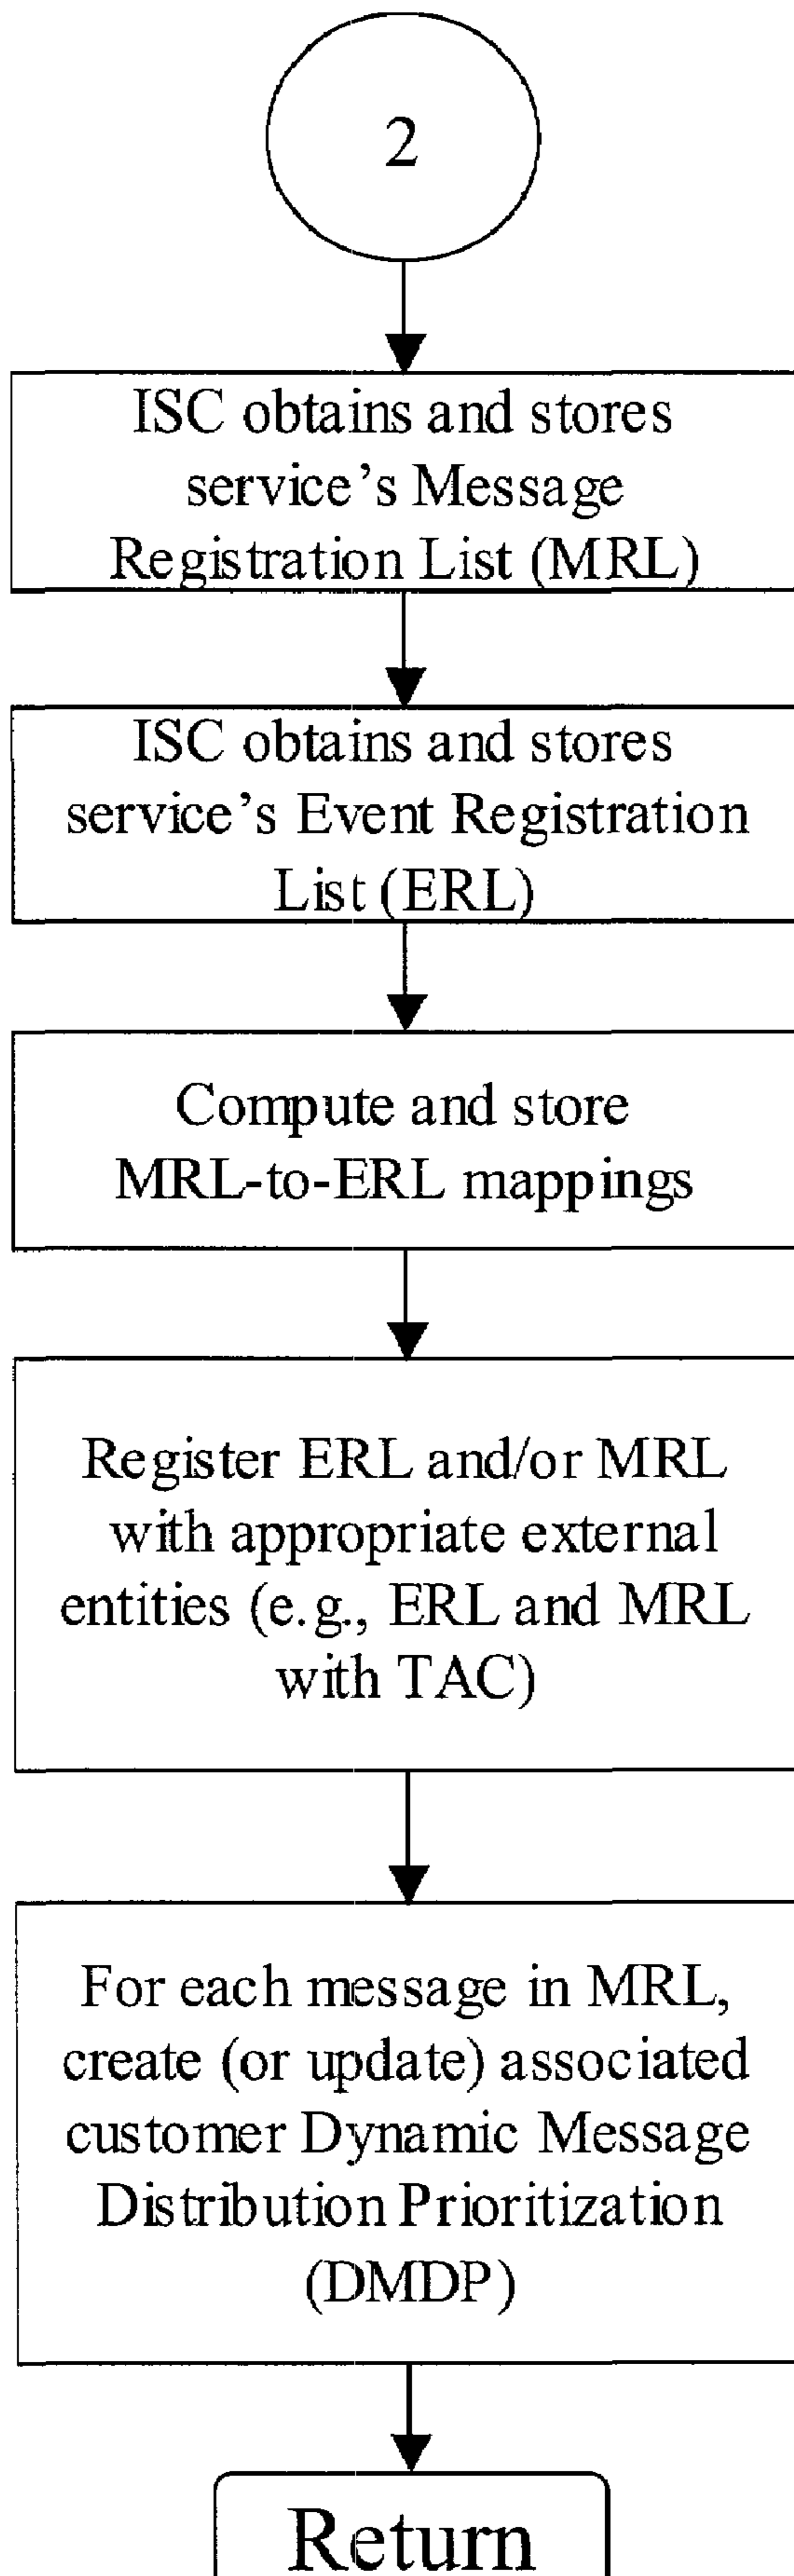 2
ISC obtains and stores
service's Message
Registration List (MRL)
ISC obtains and stores
service's Event Registration
List (ERL)
Compute and store
MRL-to-ERL mappings
Register ERL and/or MRL
with appropriate external
entities (e.g., ERL and MRL
with TAC)
For each message in MRL,
create (or update) associated
customer Dynamic Message
Distribution Prioritization
(DMDP)
Return